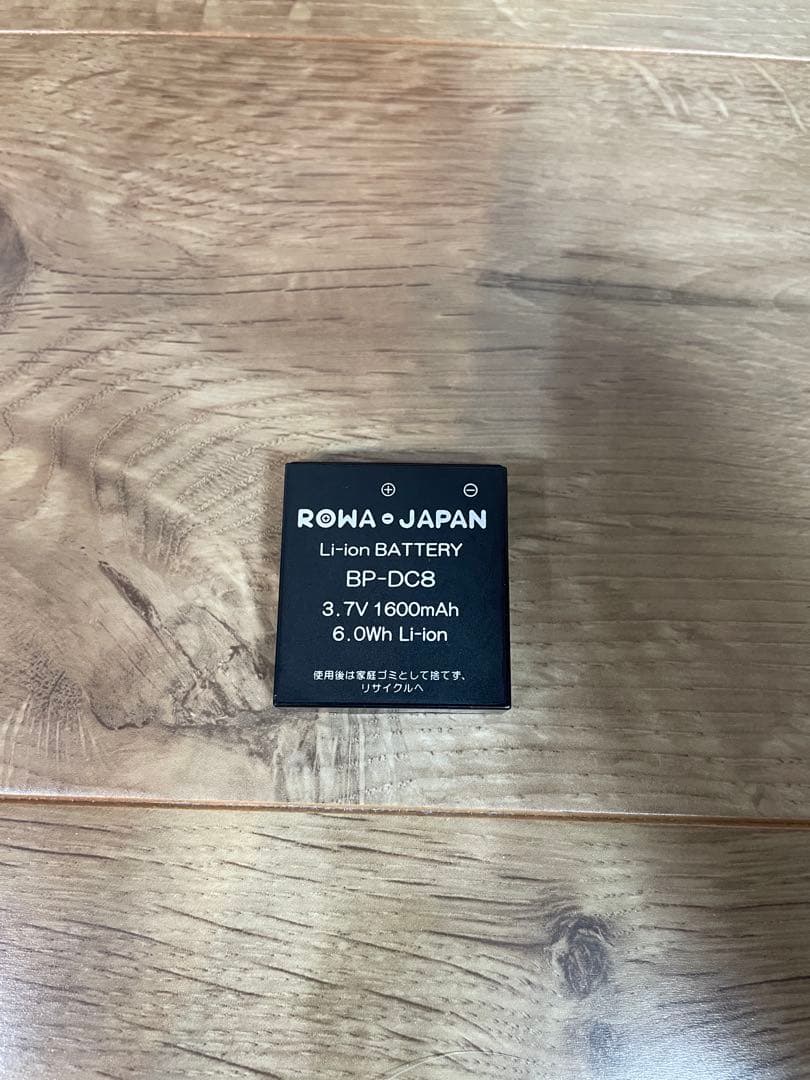 ⊕ ⊖
ROWA JAPAN
Li-ion BATTERY
BP-DC8
3.7V 1600mAh
6.0Wh Li-ion
使用後は家庭ゴミとして捨てず、
リサイクルへ